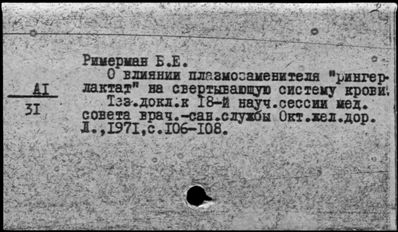 Римерман Б.Е.
О влиянии плазмозаменителя "рингер-
лактат" на свертывающую систему крови.
Тез.докл.к 18-й науч.сессии мед.
совета врач.-сан.службы Окт.жел.дор.
Л.,1971,с.106-108.
АI
31